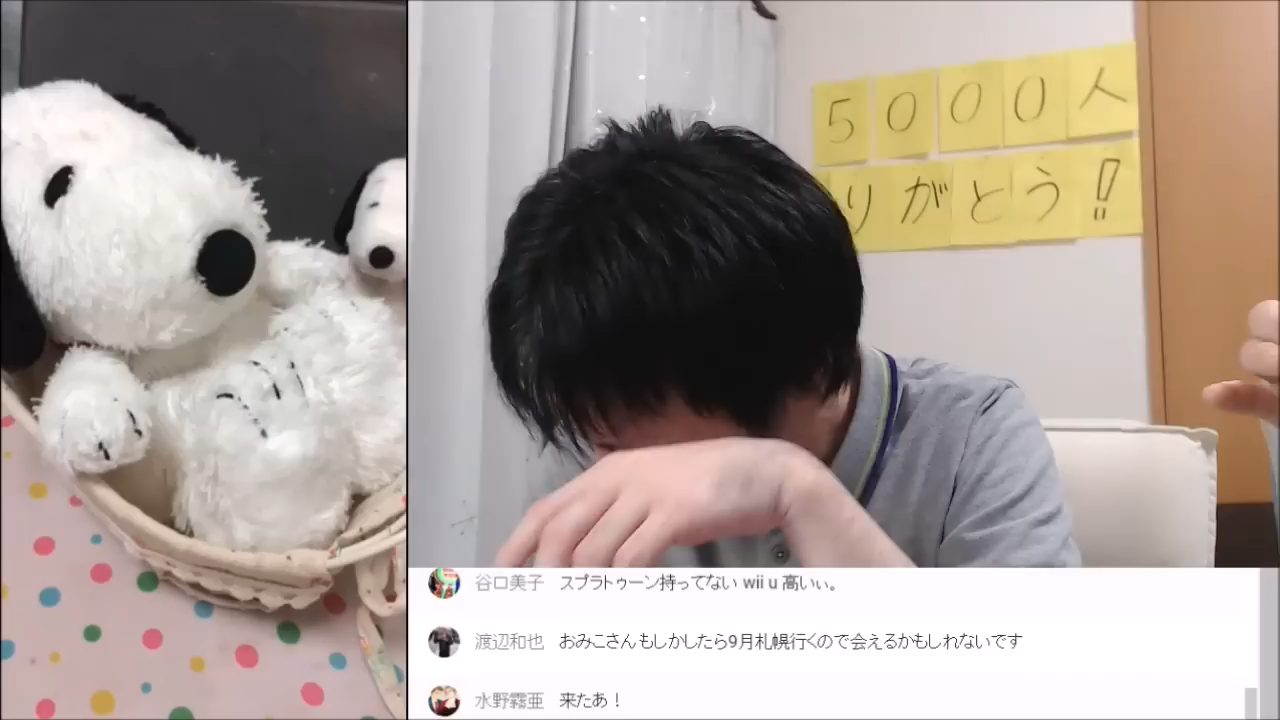 5000人
りがとう!
谷口美子 スプラトゥーン持ってない wii u 高いぃ。
渡辺和也 おみこさんもしかしたら9月札幌行くので会えるかもしれないです
水野霧亜 来たあ！